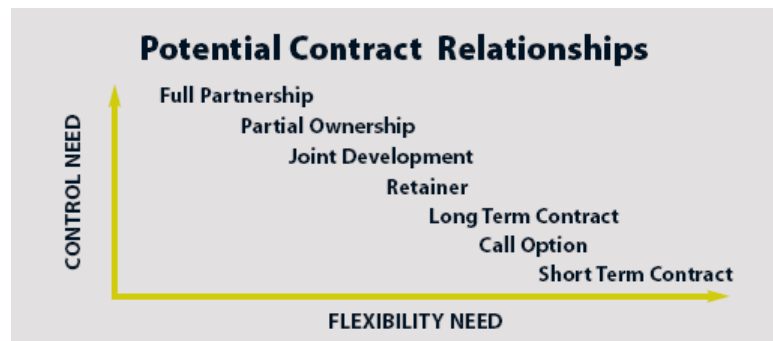 Potential Contract Relationships
Full Partnership
Partial Ownership
Joint Development
Retainer
Long Term Contract
Call Option
Short Term Contract
CONTROL NEED
FLEXIBILITY NEED